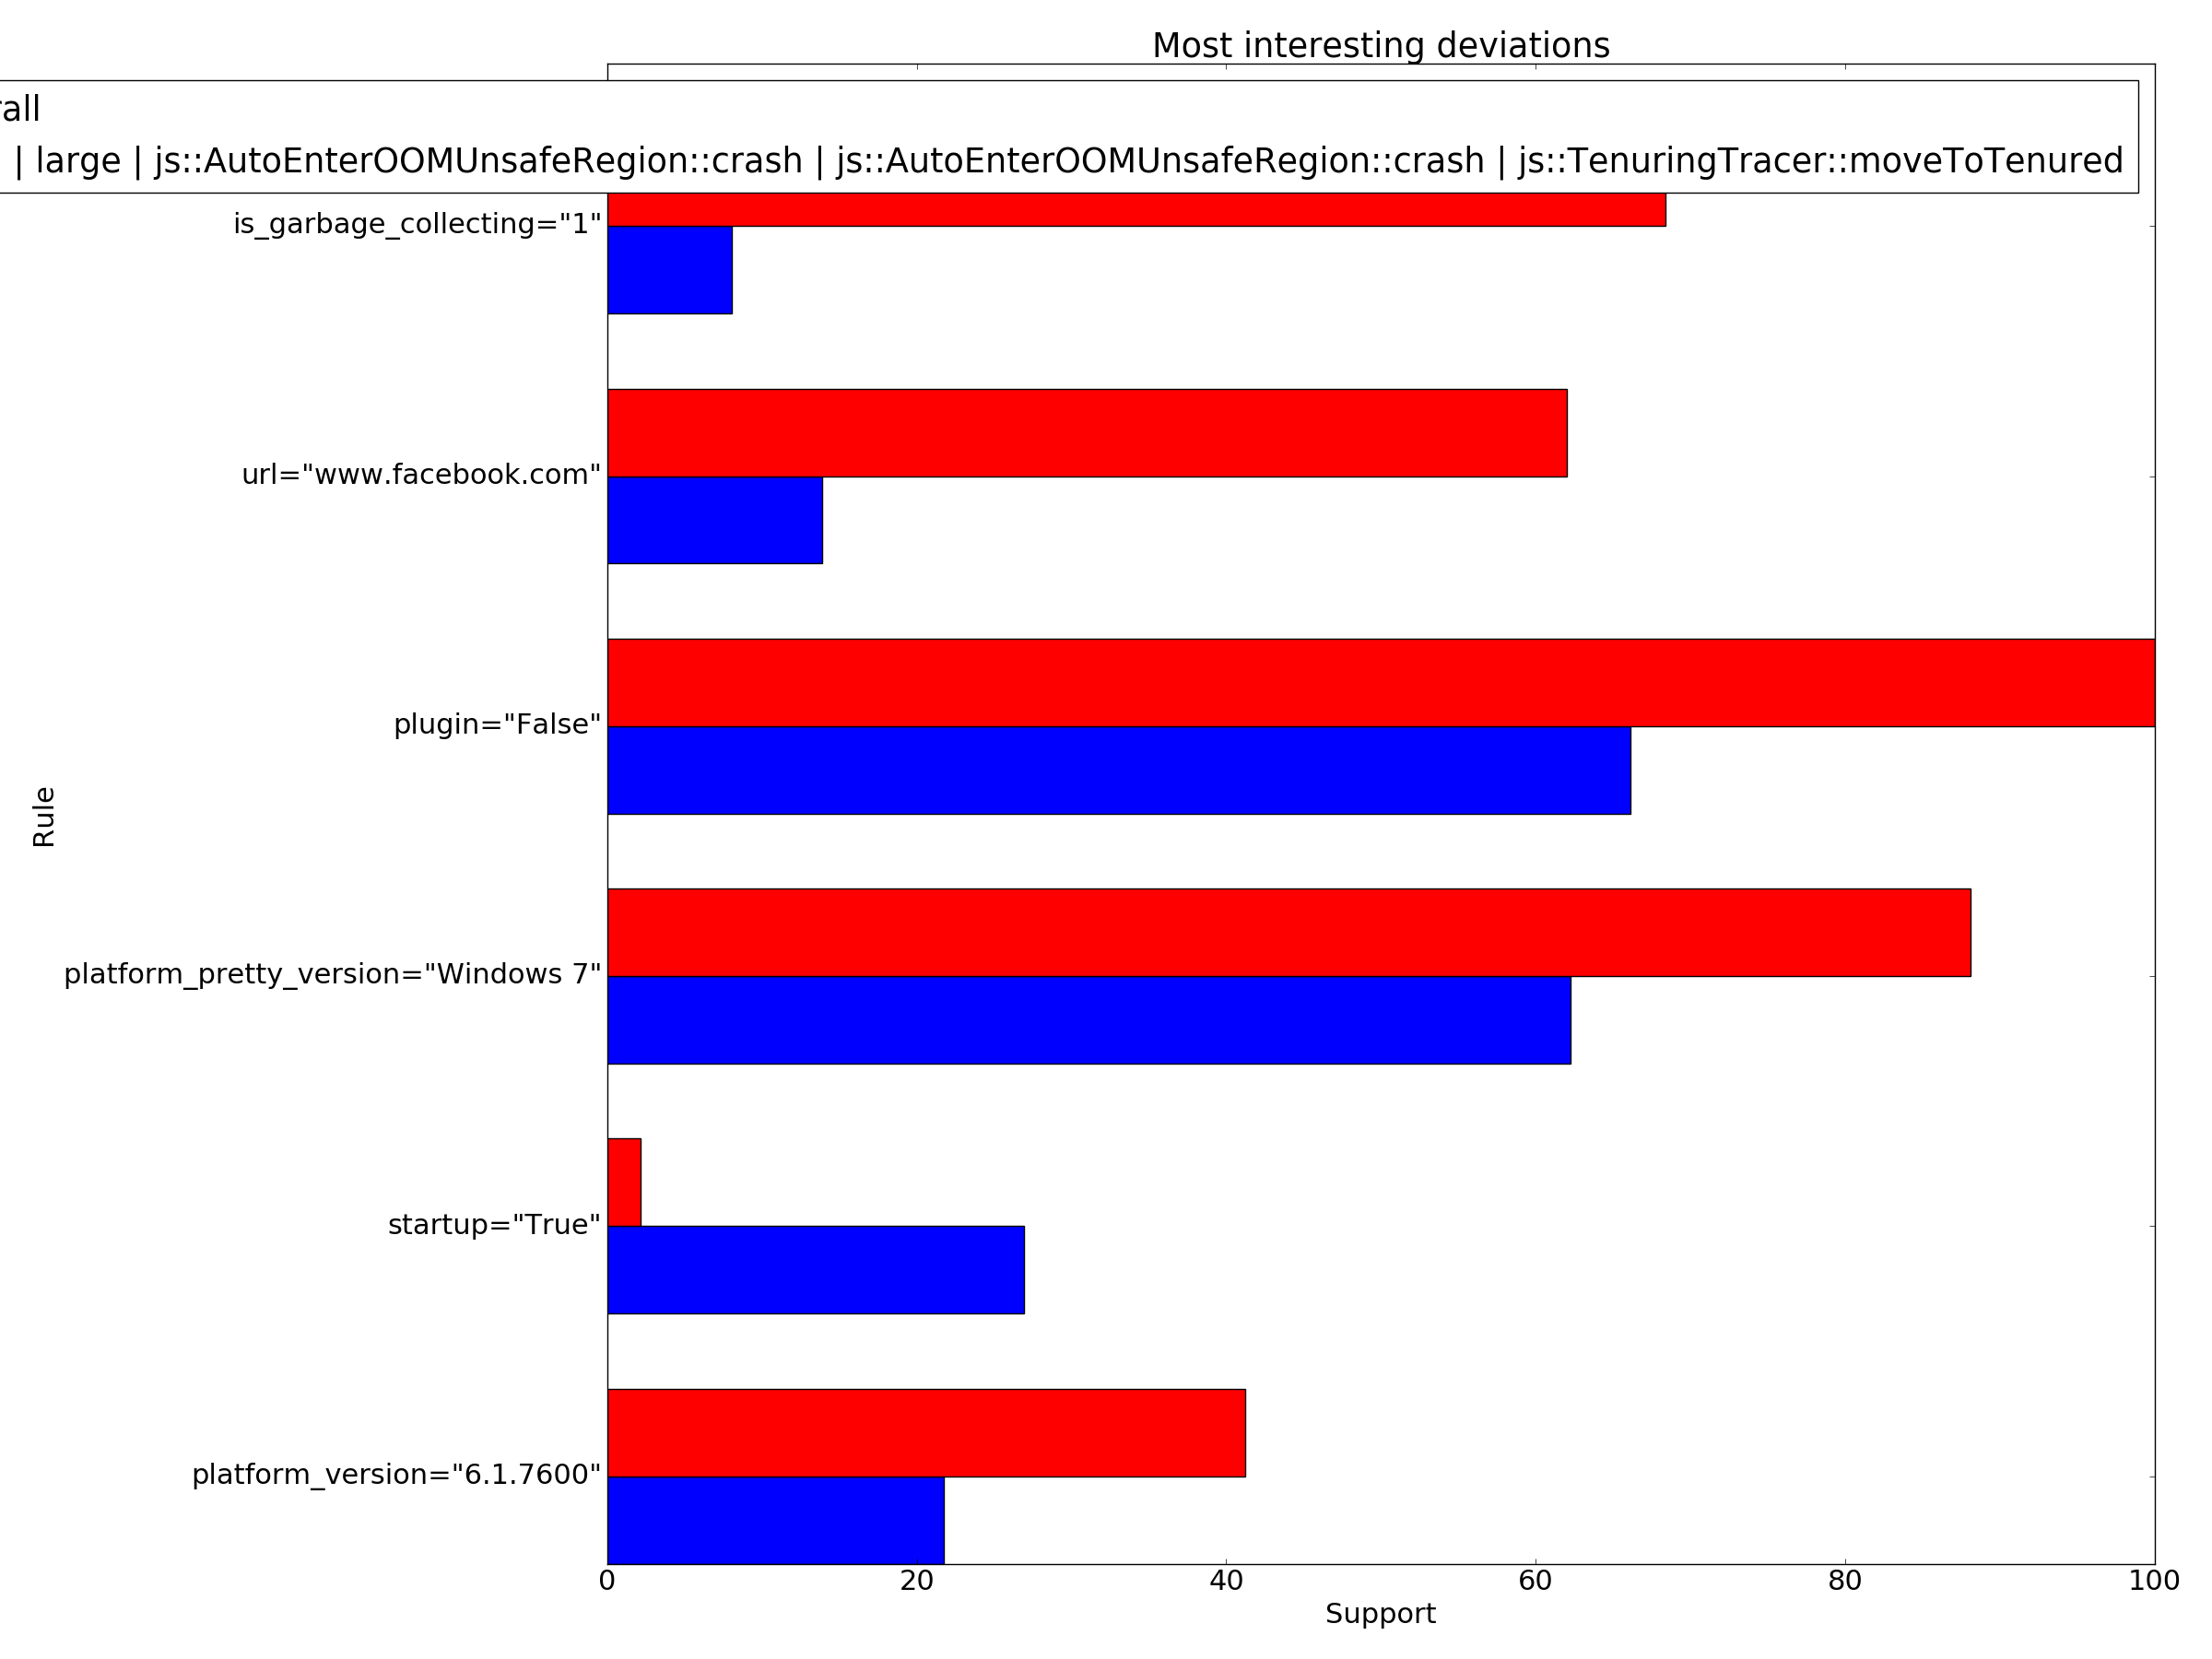 Most interesting deviations
rall
| large | js::AutoEnterOOMUnsafeRegion::crash | js::AutoEnterOOMUnsafeRegion::crash | js::TenuringTracer::moveToTenured
is_garbage_collecting="1"
url="www.facebook.com"
plugin="False"
Rule
platform_pretty_version="Windows 7"
startup="True"
platform_version="6.1.7600"
0 20 40 60 80 100
Support